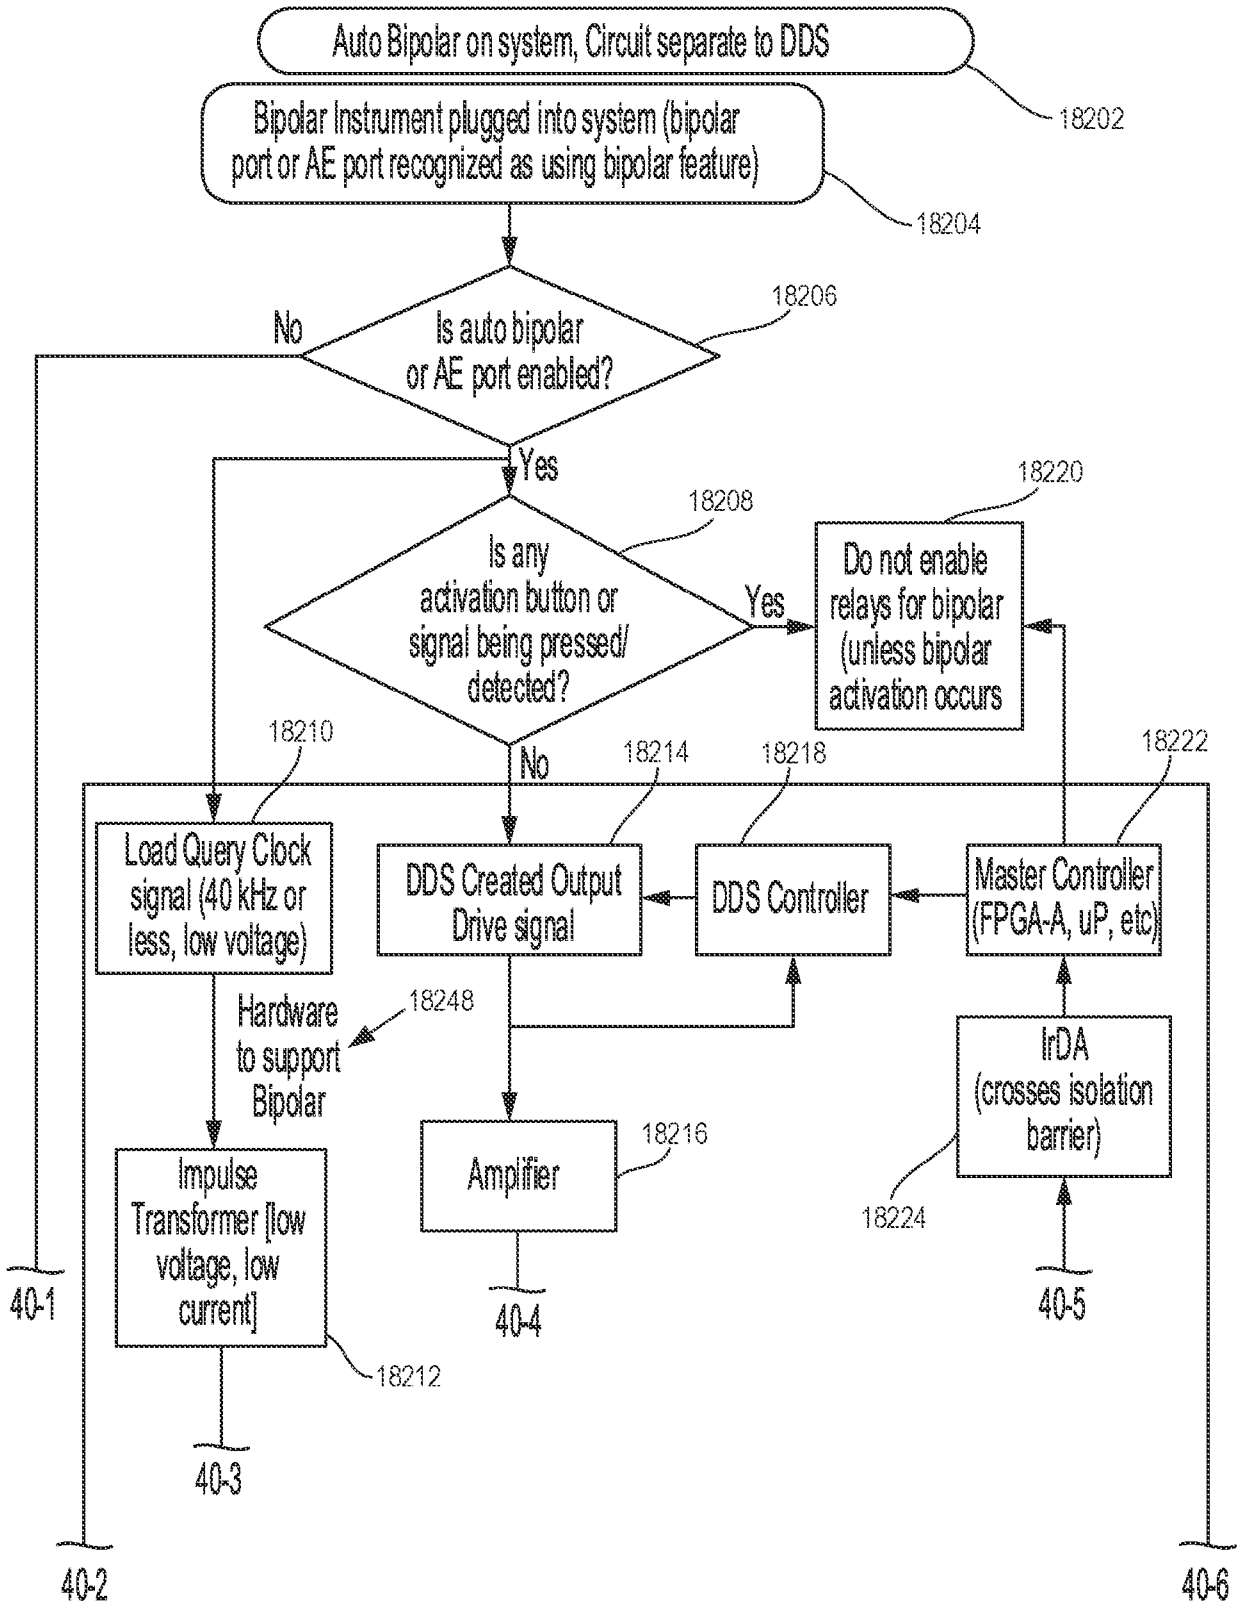 Auto Bipolar on system, Circuit separate to DDS
18202
Bipolar Instrument plugged into system (bipolar
port or AE port recognized as using bipolar feature)
18204
18206
No
Is auto bipolar
or AE port enabled?
Yes
18208
18220
Is any
activation button or
signal being pressed/
detected?
Yes
Do not enable
relays for bipolar
(unless bipolar
activation occurs
No
18210
18214
18218
18222
Load Query Clock
signal (40 kHz or
less, low voltage)
DDS Created Output
Drive signal
DDS Controller
Master Controller
(FPGA-A, uP, etc)
Hardware
to support
Bipolar
18248
IrDA
(crosses isolation
barrier)
18224
Amplifier
18216
Impulse
Transformer [low
voltage, low
current]
18212
40-1
40-4
40-5
40-3
40-2
40-6